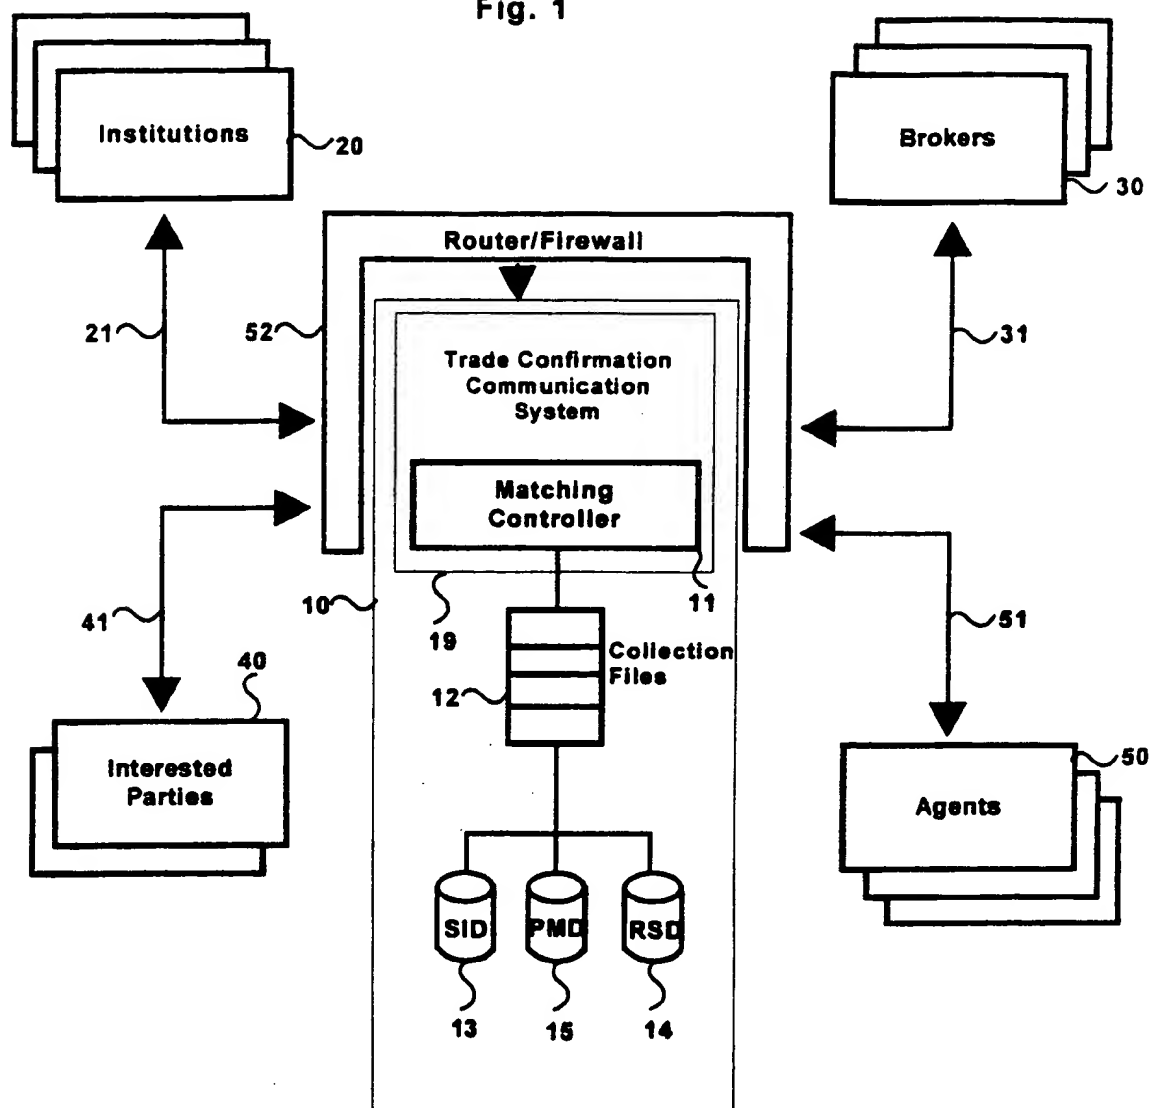 Fig. 1
Institutions
20
Brokers
30
Router/Firewall
21
52
31
Trade Confirmation
Communication
System
Matching
Controller
10
11
19
41
51
Collection
Files
12
40
50
Interested
Parties
Agents
SID
PMD
RSD
13
15
14